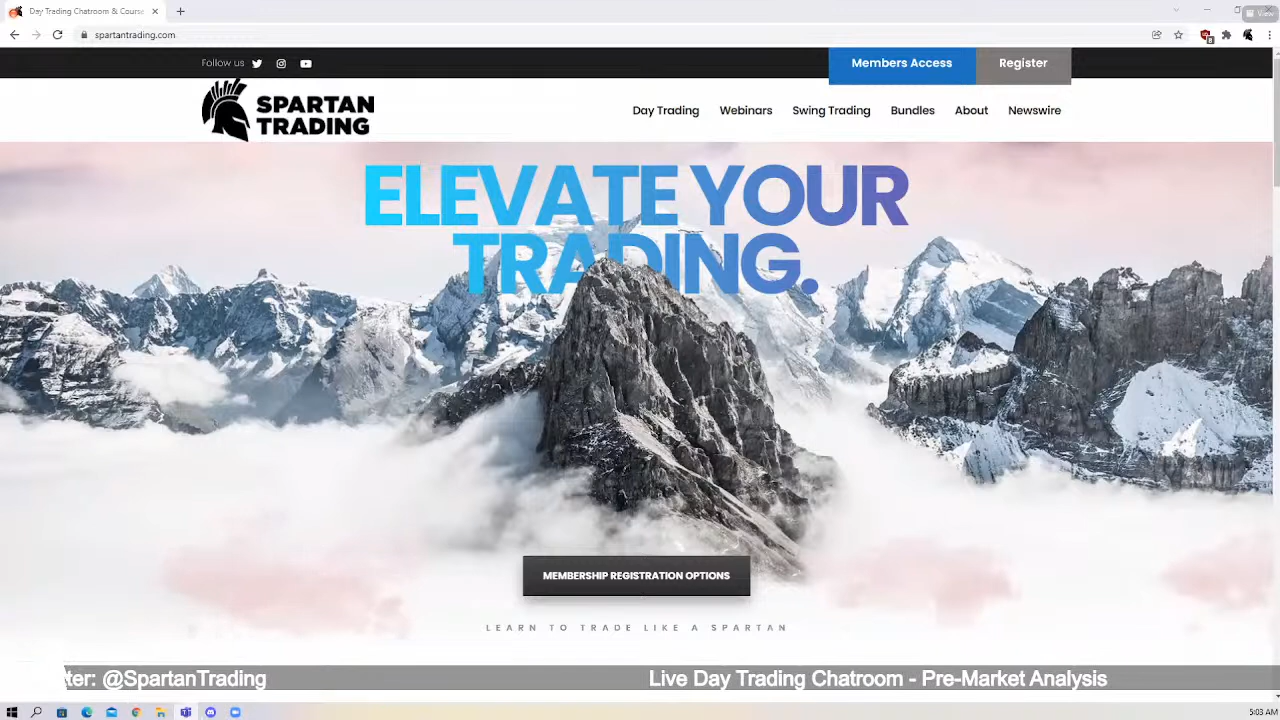 Day Trading Chatroom & Course
View
spartantrading.com
Follow us
Members Access
Register
SPARTAN
TRADING
Day Trading
Webinars
Swing Trading
Bundles
About
Newswire
ELEVATE YOUR
TRADING.
MEMBERSHIP REGISTRATION OPTIONS
LEARN TO TRADE LIKE A SPARTAN
ter: @SpartanTrading
Live Day Trading Chatroom - Pre-Market Analysis
5:03 AM